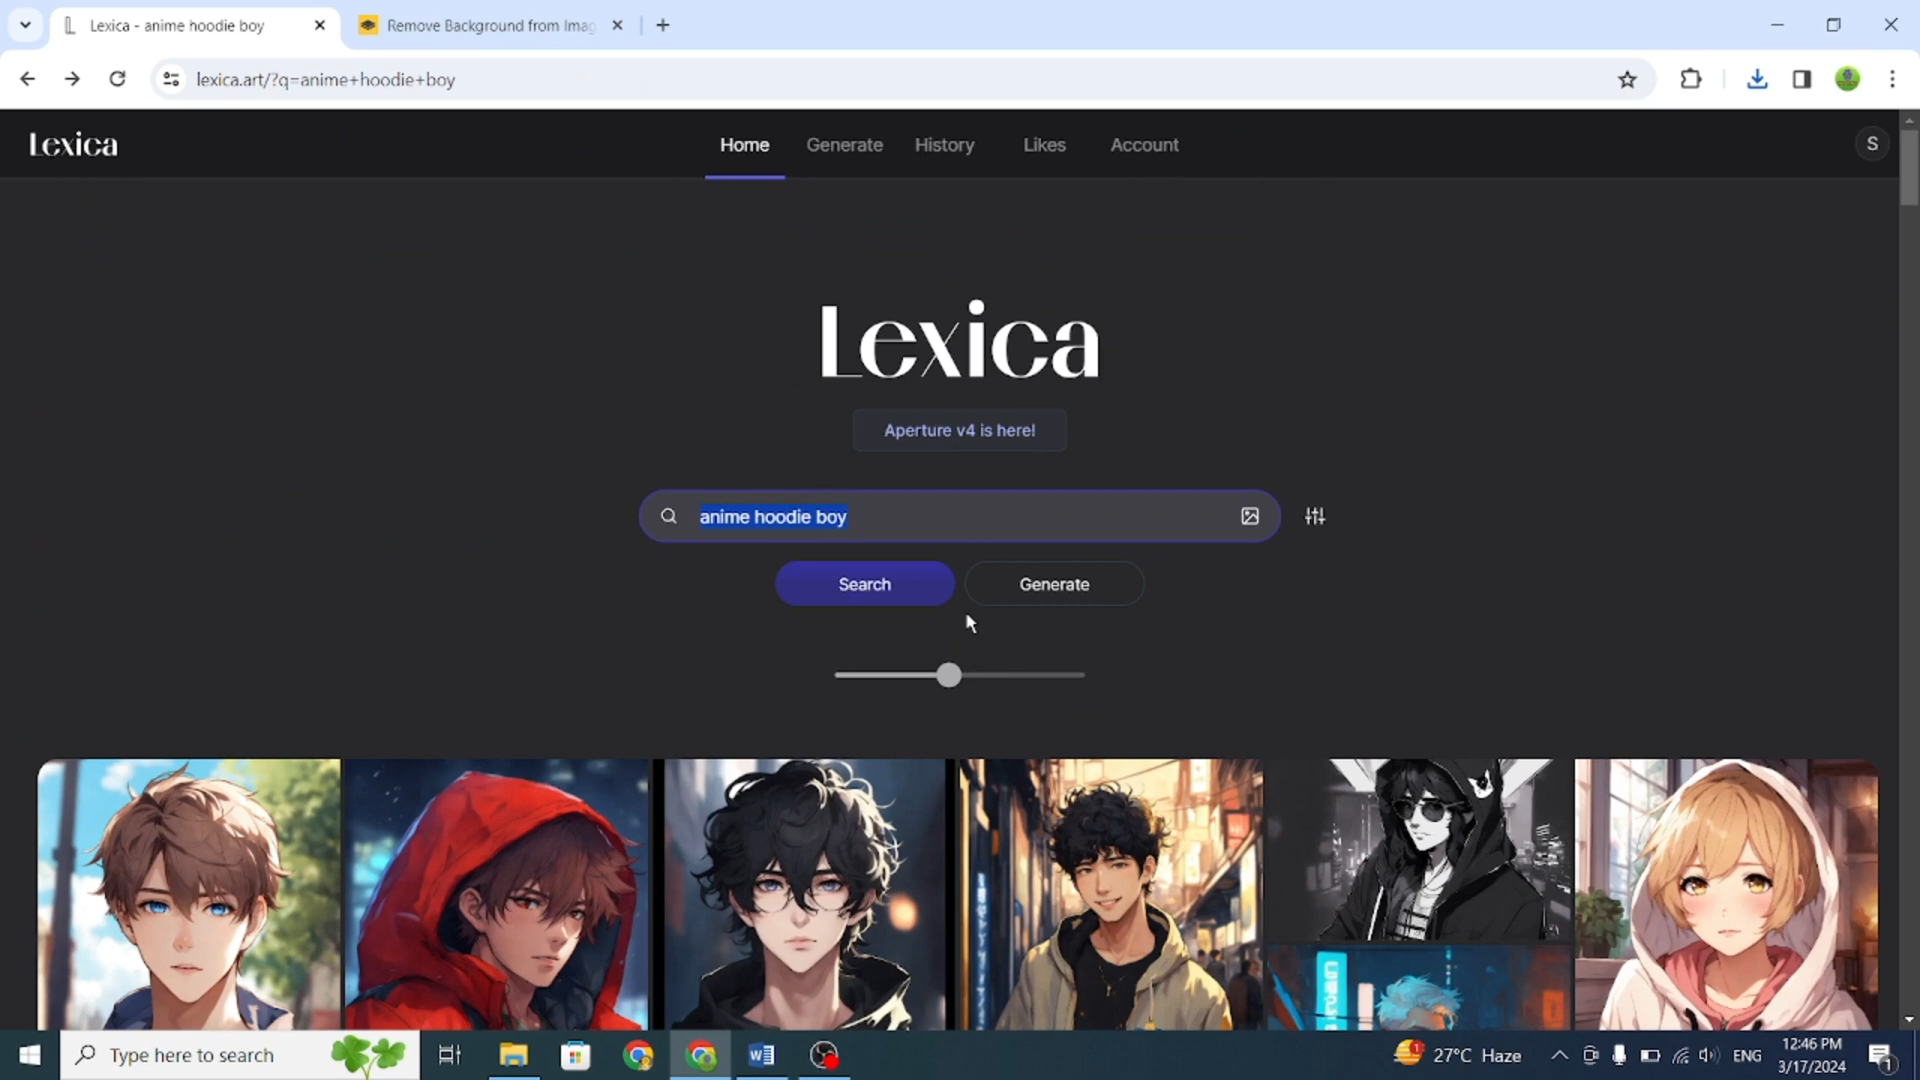 Lexica - anime hoodie boy
Remove Background from Imag
lexica.art/?q=anime+hoodie+boy
Lexica
Home
Generate
History
Likes
Account
S
Lexica
Aperture v4 is here!
anime hoodie boy
Search
Generate
Type here to search
27°C Haze
ENG
12:46 PM
3/17/2024